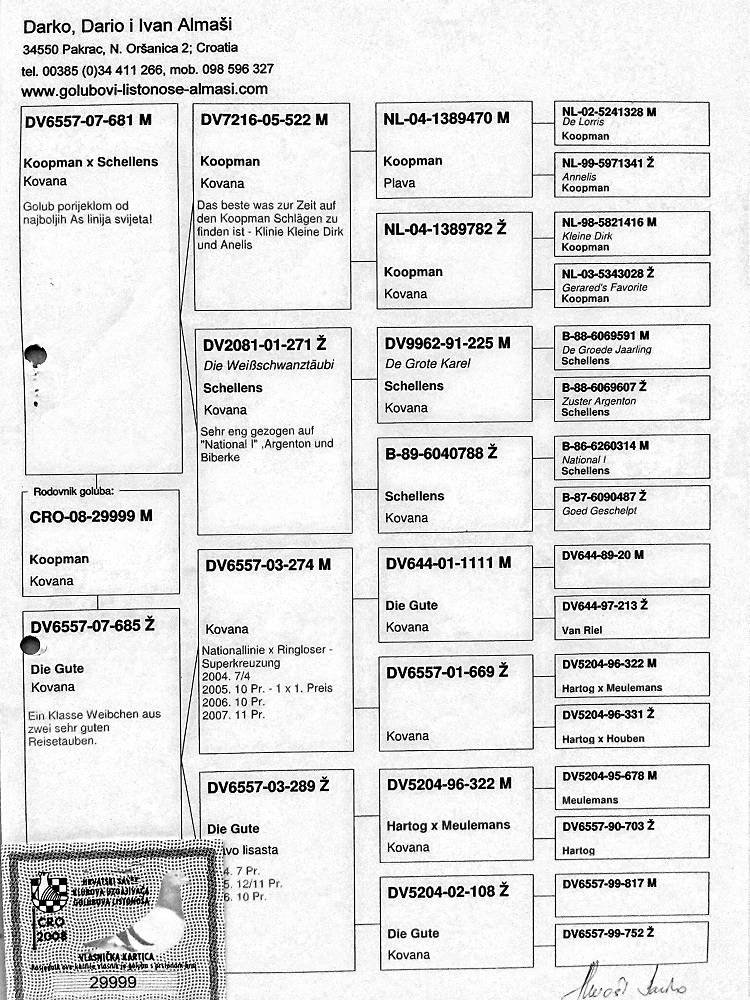 Darko, Dario i Ivan Almaši
34550 Pakrac, N. Oršanica 2; Croatia
tel. 00385 (0)34 411 266, mob. 098 596 327
www.golubovi-listonose-almasi.com
DV6557-07-681 M
Koopman x Schellens
Kovana
Golub porijeklom od
najboljih As linija svijeta!
Rodovnik goluba:
CRO-08-29999 M
Koopman
Kovana
DV6557-07-685 Ž
Die Gute
Kovana
Ein Klasse Weibchen aus
zwei sehr guten
Reisetauben.
DV7216-05-522 M
Koopman
Kovana
Das beste was zur Zeit auf
den Koopman Schlägen zu
finden ist - Klinie Kleine Dirk
und Anelis
DV2081-01-271 Ž
Die Weißschwanztäubi
Schellens
Kovana
Sehr eng gezogen auf
"National I" ,Argenton und
Biberke
DV6557-03-274 M
Kovana
Nationallinie x Ringloser -
Superkreuzung
2004. 7/4
2005. 10 Pr. - 1 x 1. Preis
2006. 10 Pr.
2007. 11 Pr.
DV6557-03-289 Ž
Die Gute
avo lisasta
4. 7 Pr.
5. 12/11 Pr.
6. 10 Pr.
NL-04-1389470 M
Koopman
Plava
NL-04-1389782 Ž
Koopman
Kovana
DV9962-91-225 M
De Grote Karel
Schellens
Kovana
B-89-6040788 Ž
Schellens
Kovana
DV644-01-1111 M
Die Gute
Kovana
DV6557-01-669 Ž
Kovana
DV5204-96-322 M
Hartog x Meulemans
Kovana
DV5204-02-108 Ž
Die Gute
Kovana
NL-02-5241328 M
De Lorris
Koopman
NL-99-5971341 Ž
Annelis
Koopman
NL-98-5821416 M
Kleine Dirk
Koopman
NL-03-5343028 Ž
Gerared's Favorite
Koopman
B-88-6069591 M
De Groede Jaarling
Schellens
B-88-6069607 Ž
Zuster Argenton
Schellens
B-86-6260314 M
National I
Schellens
B-87-6090487 Ž
Goed Geschelpt
DV644-89-20 M
DV644-97-213 Ž
Van Riel
DV5204-96-322 M
Hartog x Meulemans
DV5204-96-331 Ž
Hartog x Houben
DV5204-95-678 M
Meulemans
DV6557-90-703 Ž
Hartog
DV6557-99-817 M
DV6557-99-752 Ž
HRVATSKI SAVEZ
KLUBOVA UZGAJIVAČA
GOLUBOVA LISTONOŠA
CRO
2008
VLASNIČKA KARTICA
29999